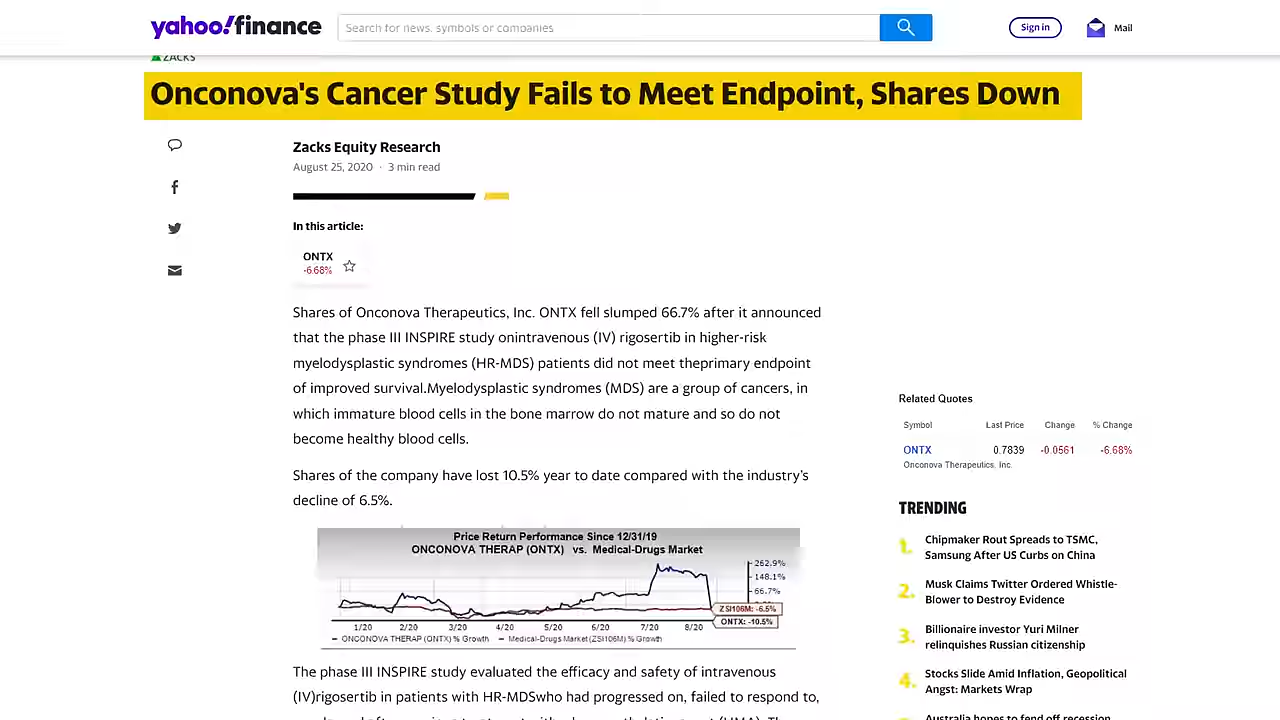 yahoo!finance
Search for news, symbols or companies
Sign in
Mail
ZACKS
Onconova's Cancer Study Fails to Meet Endpoint, Shares Down
Zacks Equity Research
August 25, 2020 · 3 min read
In this article:
ONTX
-6.68%
Shares of Onconova Therapeutics, Inc. ONTX fell slumped 66.7% after it announced
that the phase III INSPIRE study onintravenous (IV) rigosertib in higher-risk
myelodysplastic syndromes (HR-MDS) patients did not meet theprimary endpoint
of improved survival.Myelodysplastic syndromes (MDS) are a group of cancers, in
which immature blood cells in the bone marrow do not mature and so do not
become healthy blood cells.
Shares of the company have lost 10.5% year to date compared with the industry's
decline of 6.5%.
Price Return Performance Since 12/31/19
ONCONOVA THERAP (ONTX) vs. Medical-Drugs Market
262.9%
148.1%
66.7%
ZSI106M: -6.5%
ONTX: -10.5%
1/20 2/20 3/20 4/20 5/20 6/20 7/20 8/20
ONCONOVA THERAP (ONTX) % Growth Medical-Drugs Market (ZSI106M) % Growth
The phase III INSPIRE study evaluated the efficacy and safety of intravenous
(IV)rigosertib in patients with HR-MDSwho had progressed on, failed to respond to,
Related Quotes
Symbol Last Price Change % Change
ONTX 0.7839 -0.0561 -6.68%
Onconova Therapeutics, Inc.
TRENDING
1. Chipmaker Rout Spreads to TSMC,
Samsung After US Curbs on China
2. Musk Claims Twitter Ordered Whistle-
Blower to Destroy Evidence
3. Billionaire investor Yuri Milner
relinquishes Russian citizenship
4. Stocks Slide Amid Inflation, Geopolitical
Angst: Markets Wrap
Australia hopes to fend off recession